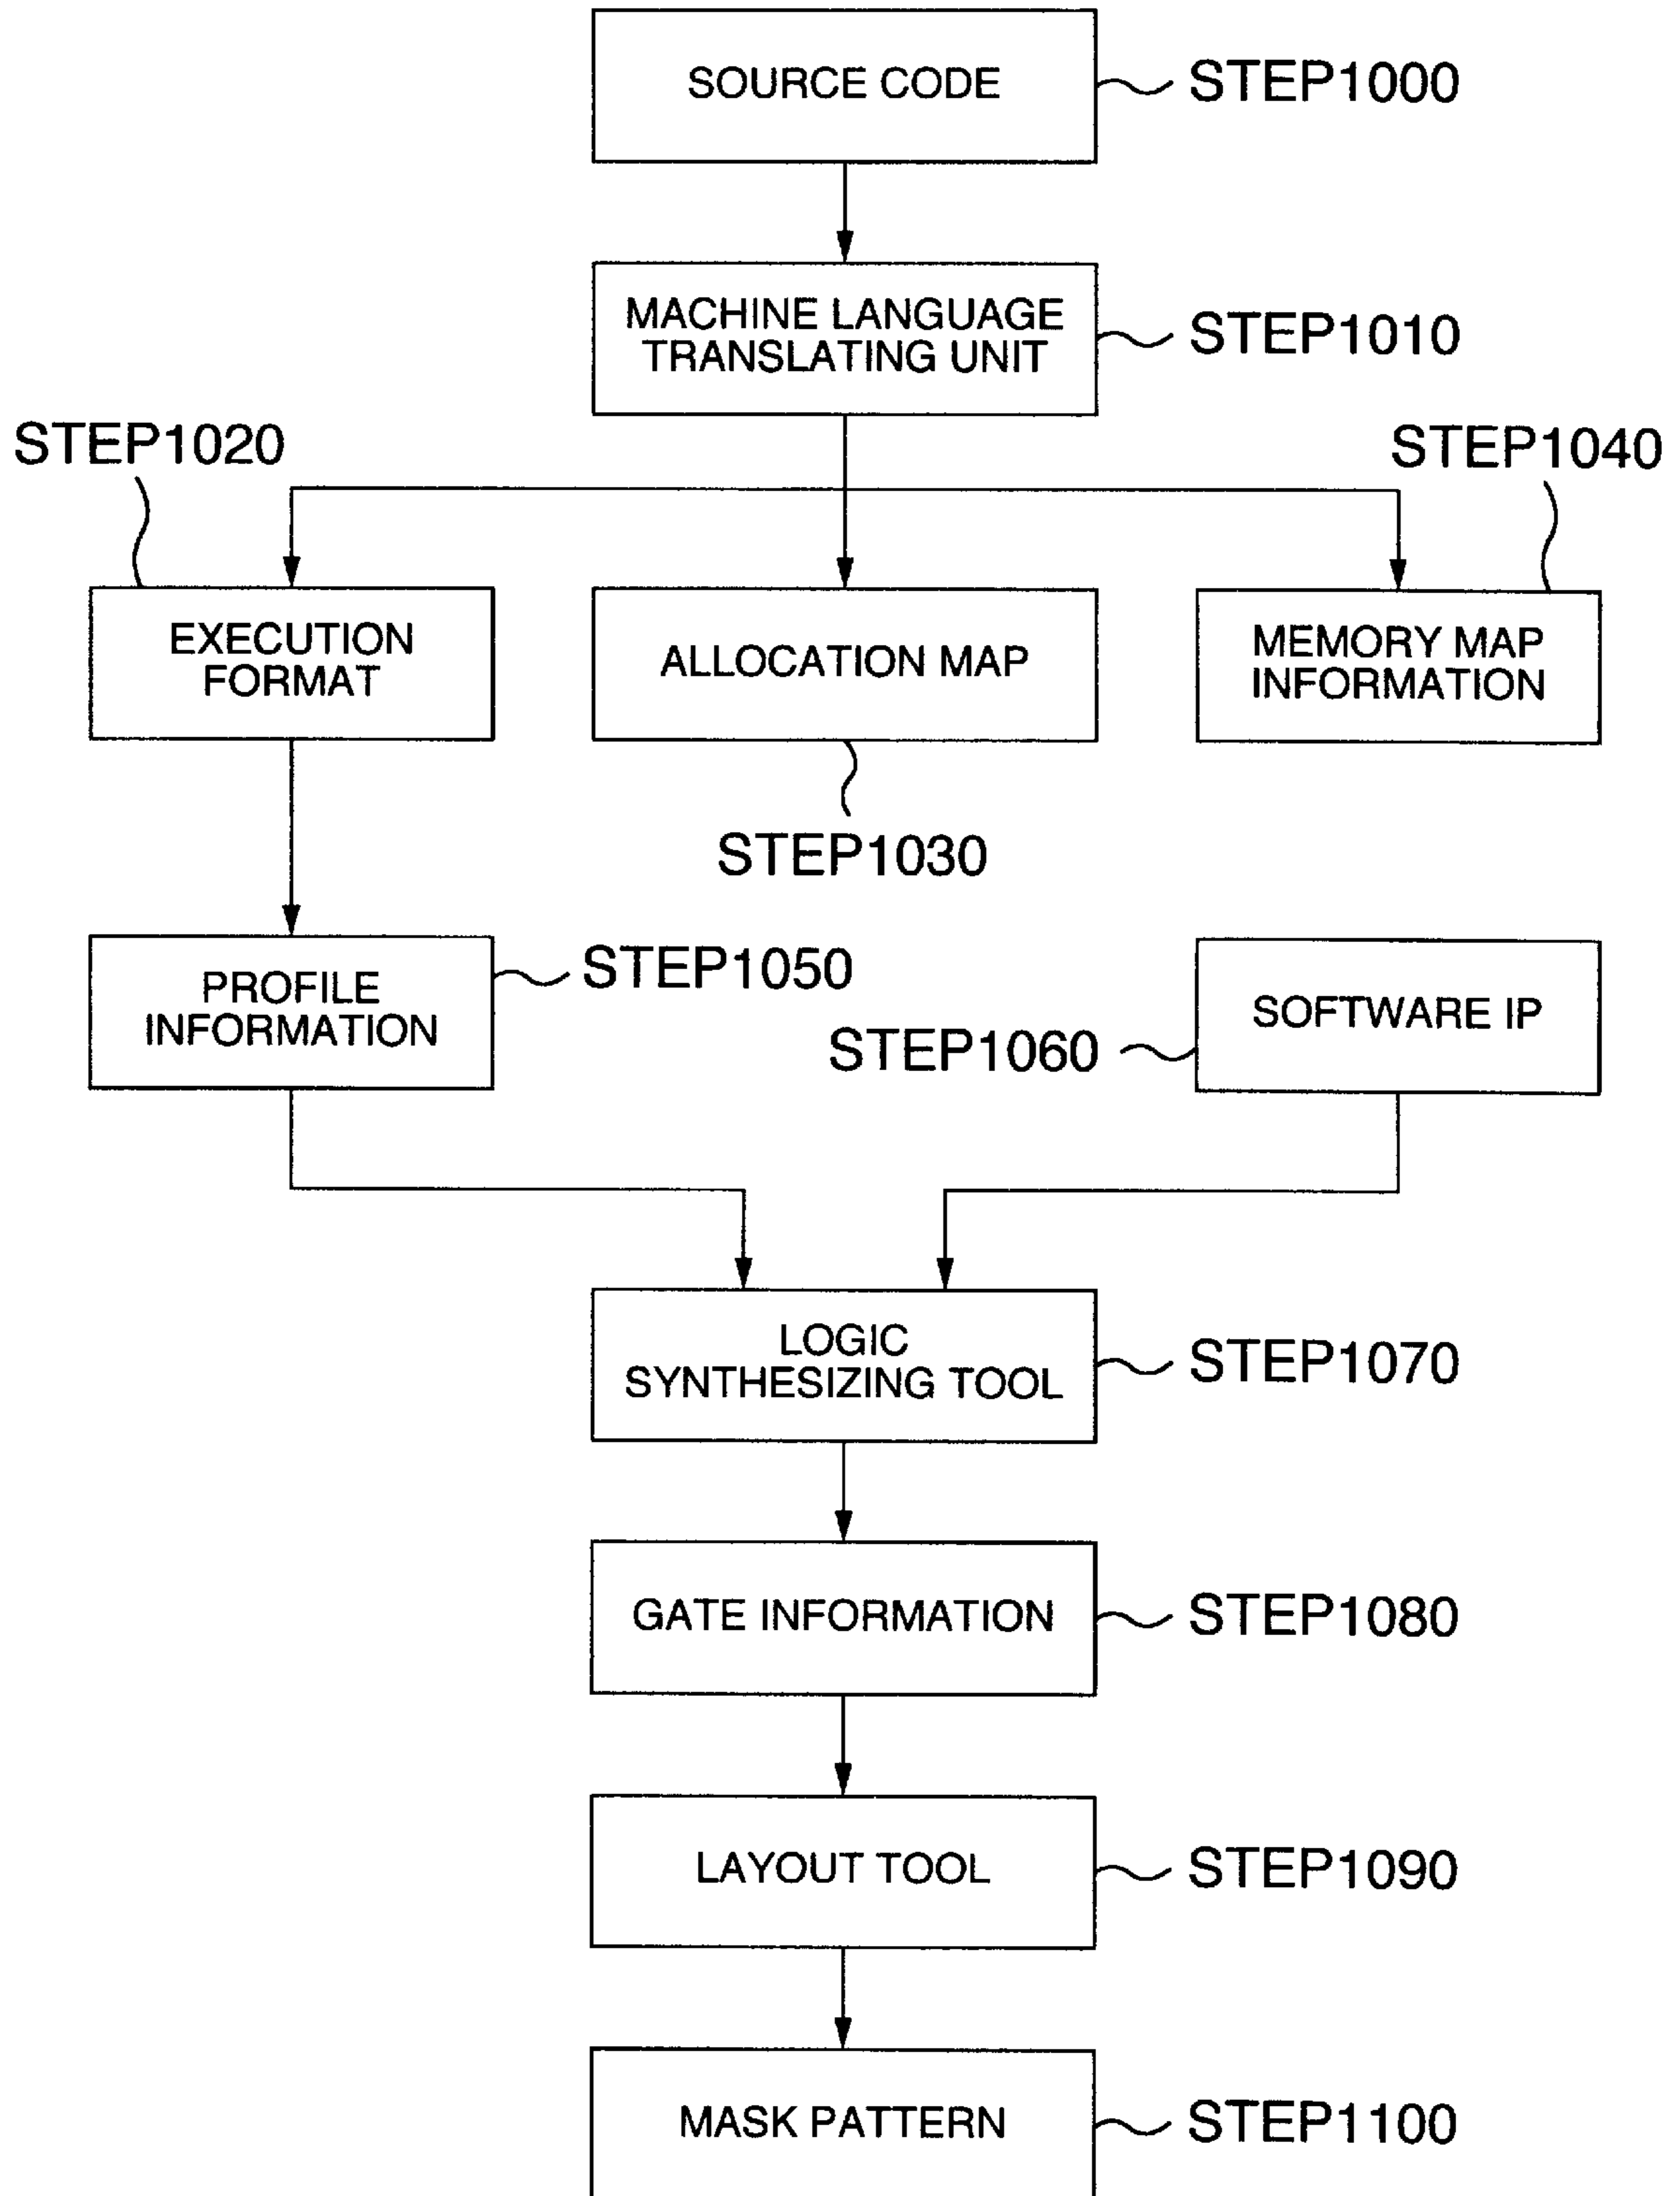 SOURCE CODE
STEP1000
MACHINE LANGUAGE
TRANSLATING UNIT
STEP1010
STEP1020
STEP1040
EXECUTION
FORMAT
ALLOCATION MAP
MEMORY MAP
INFORMATION
STEP1030
PROFILE
INFORMATION
STEP1050
SOFTWARE IP
STEP1060
LOGIC
SYNTHESIZING TOOL
STEP1070
GATE INFORMATION
STEP1080
LAYOUT TOOL
STEP1090
MASK PATTERN
STEP1100